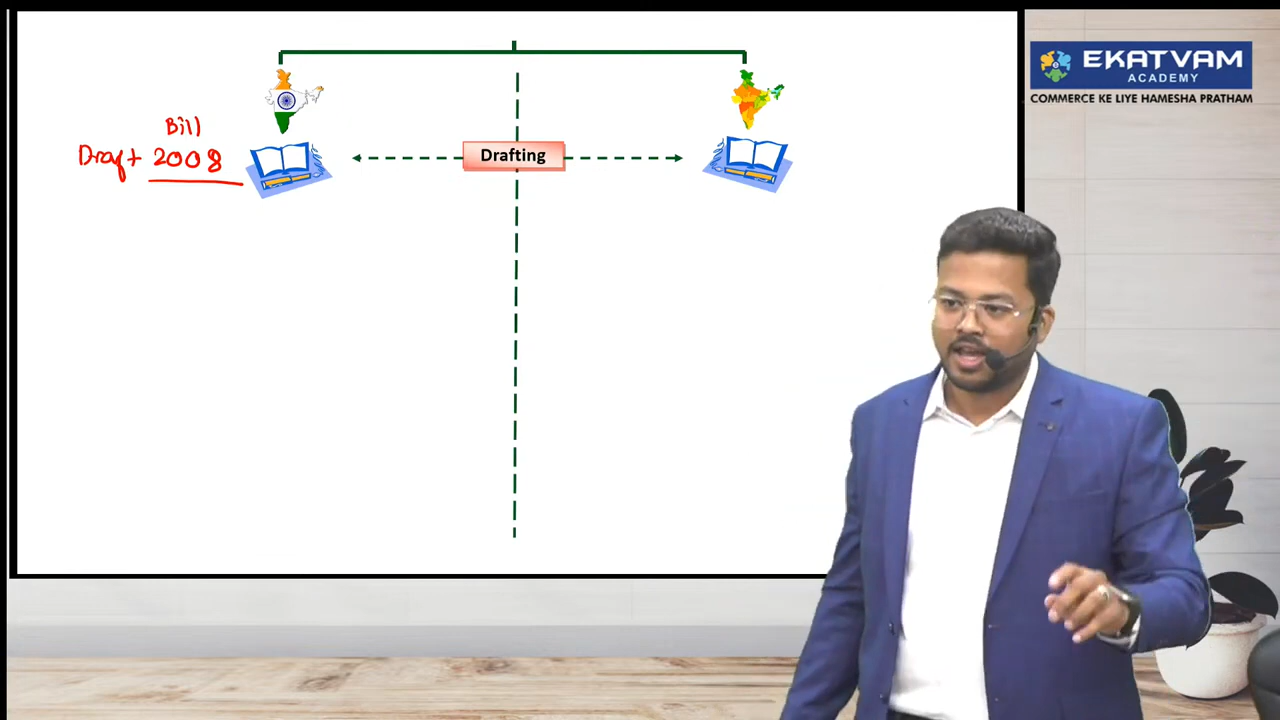 EKATVAM
ACADEMY
COMMERCE KE LIYE HAMESHA PRATHAM
Bill
Draft 2008
Drafting